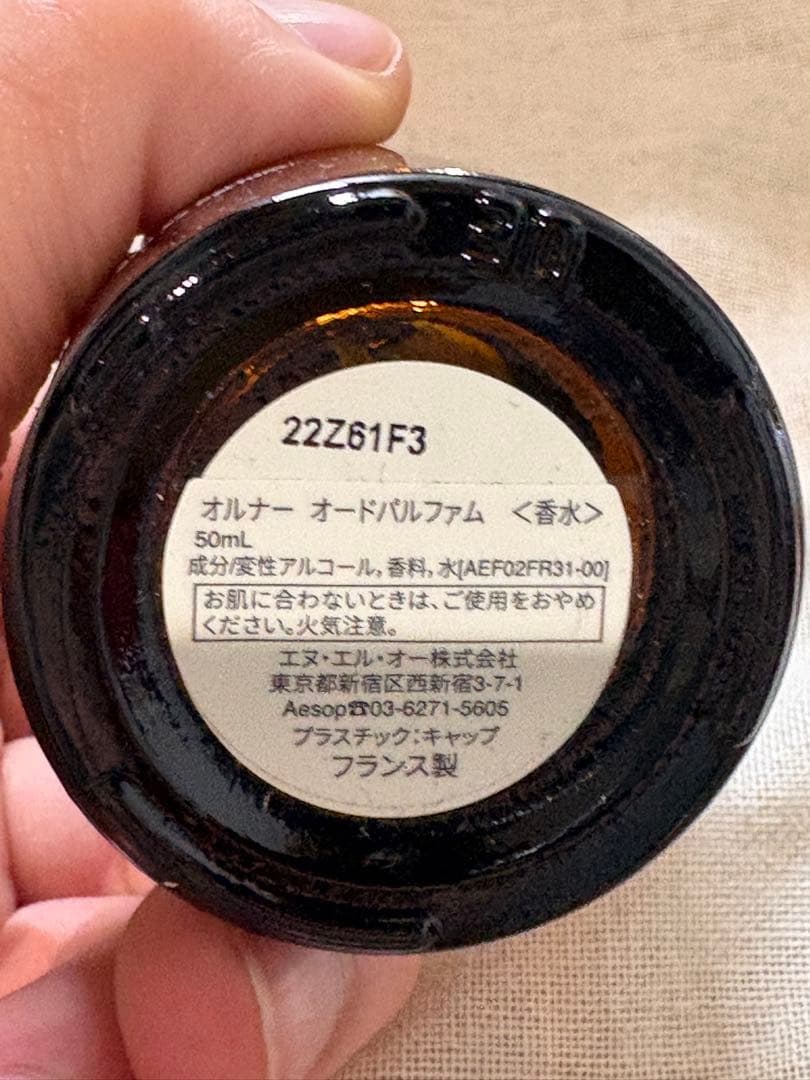 22Z61F3
オルナー オードパルファム <香水>
50mL
成分/変性アルコール, 香料, 水[AEF02FR31-00]
お肌に合わないときは、ご使用をおやめ
ください。火気注意。
エヌ・エル・オー株式会社
東京都新宿区西新宿3-7-1
Aesop☎03-6271-5605
プラスチック:キャップ
フランス製